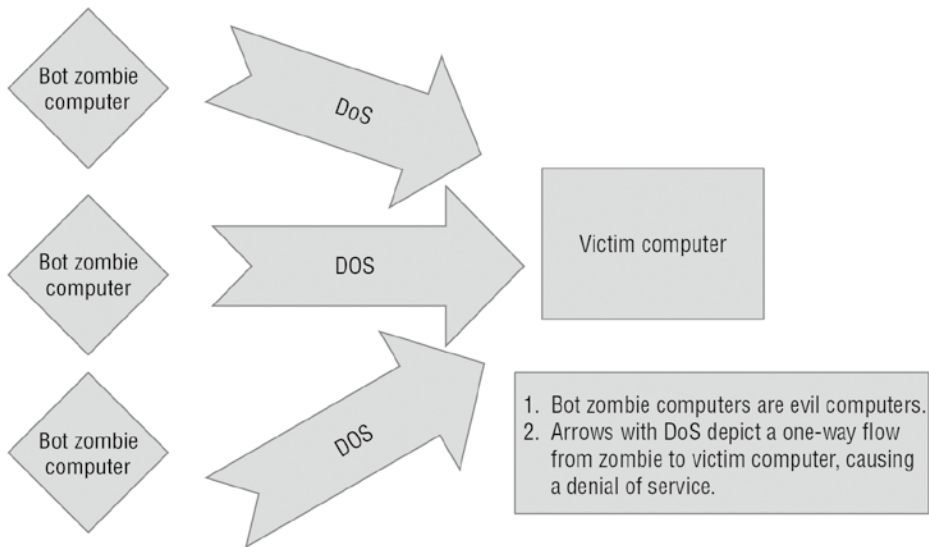 Bot zombie
computer
DoS
Bot zombie
computer
DOS
Victim computer
Bot zombie
computer
DOS
1. Bot zombie computers are evil computers.
2. Arrows with DoS depict a one-way flow
from zombie to victim computer, causing
a denial of service.